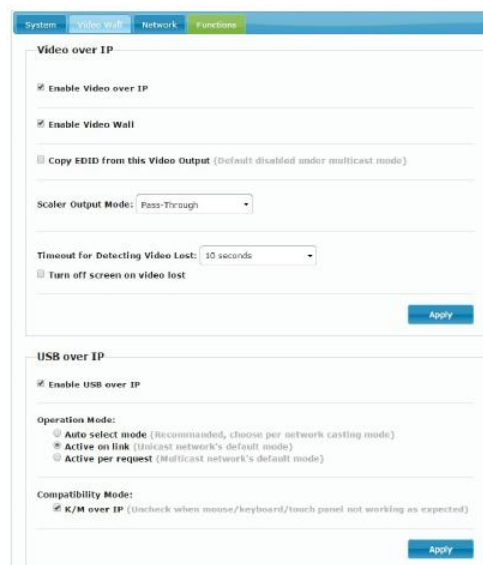 System Video Wall Network Functions
Video over IP
Enable Video over IP
Enable Video Wall
Copy EDID from this Video Output (Default disabled under multicast mode)
Scaler Output Mode: Pass-Through
Timeout for Detecting Video Lost: 10 seconds
Turn off screen on video lost
Apply
USB over IP
Enable USB over IP
Operation Mode:
Auto select mode (Recommanded, choose per network casting mode)
Active on link (Unicast network's default mode)
Active per request (Multicast network's default mode)
Compatibility Mode:
K/M over IP (Uncheck when mouse/keyboard/touch panel not working as expected)
Apply